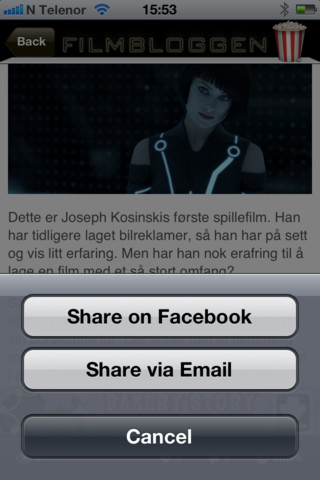 N Telenor 15:53
Back FILMBLOGGEN
Dette er Joseph Kosinskis første spillefilm. Han
har tidligere laget bilreklamer, så han har på sett
og vis litt erfaring. Men har han nok erafring til å
lage en film med et så stort omfang?
Share on Facebook
Share via Email
Cancel